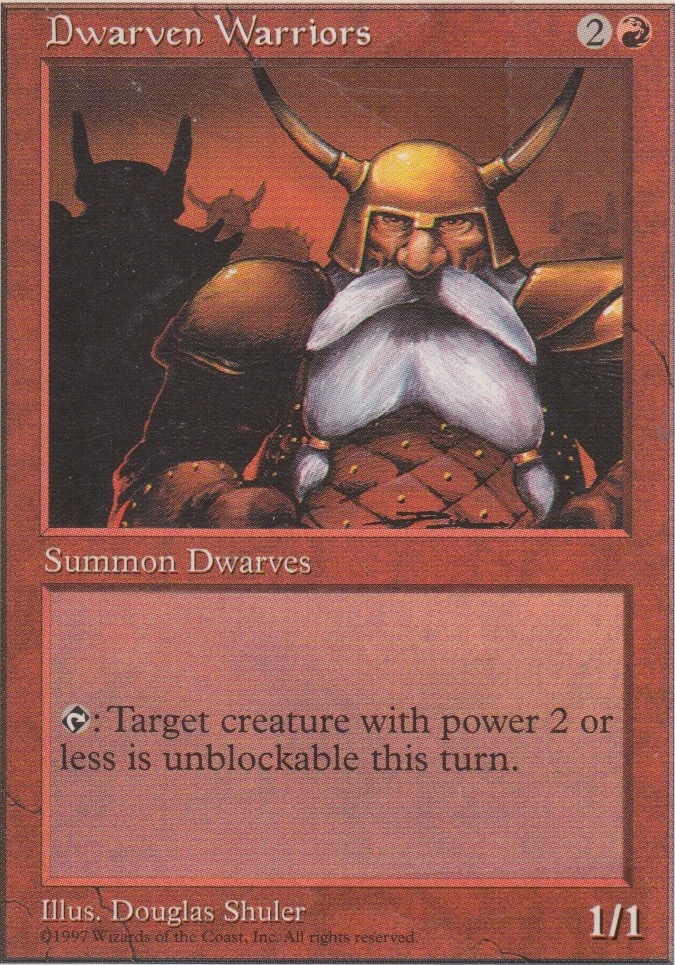 Dwarven Warriors 2
Summon Dwarves
: Target creature with power 2 or
less is unblockable this turn.
Illus. Douglas Shuler
©1997 Wizards of the Coast, Inc. All rights reserved.
1/1